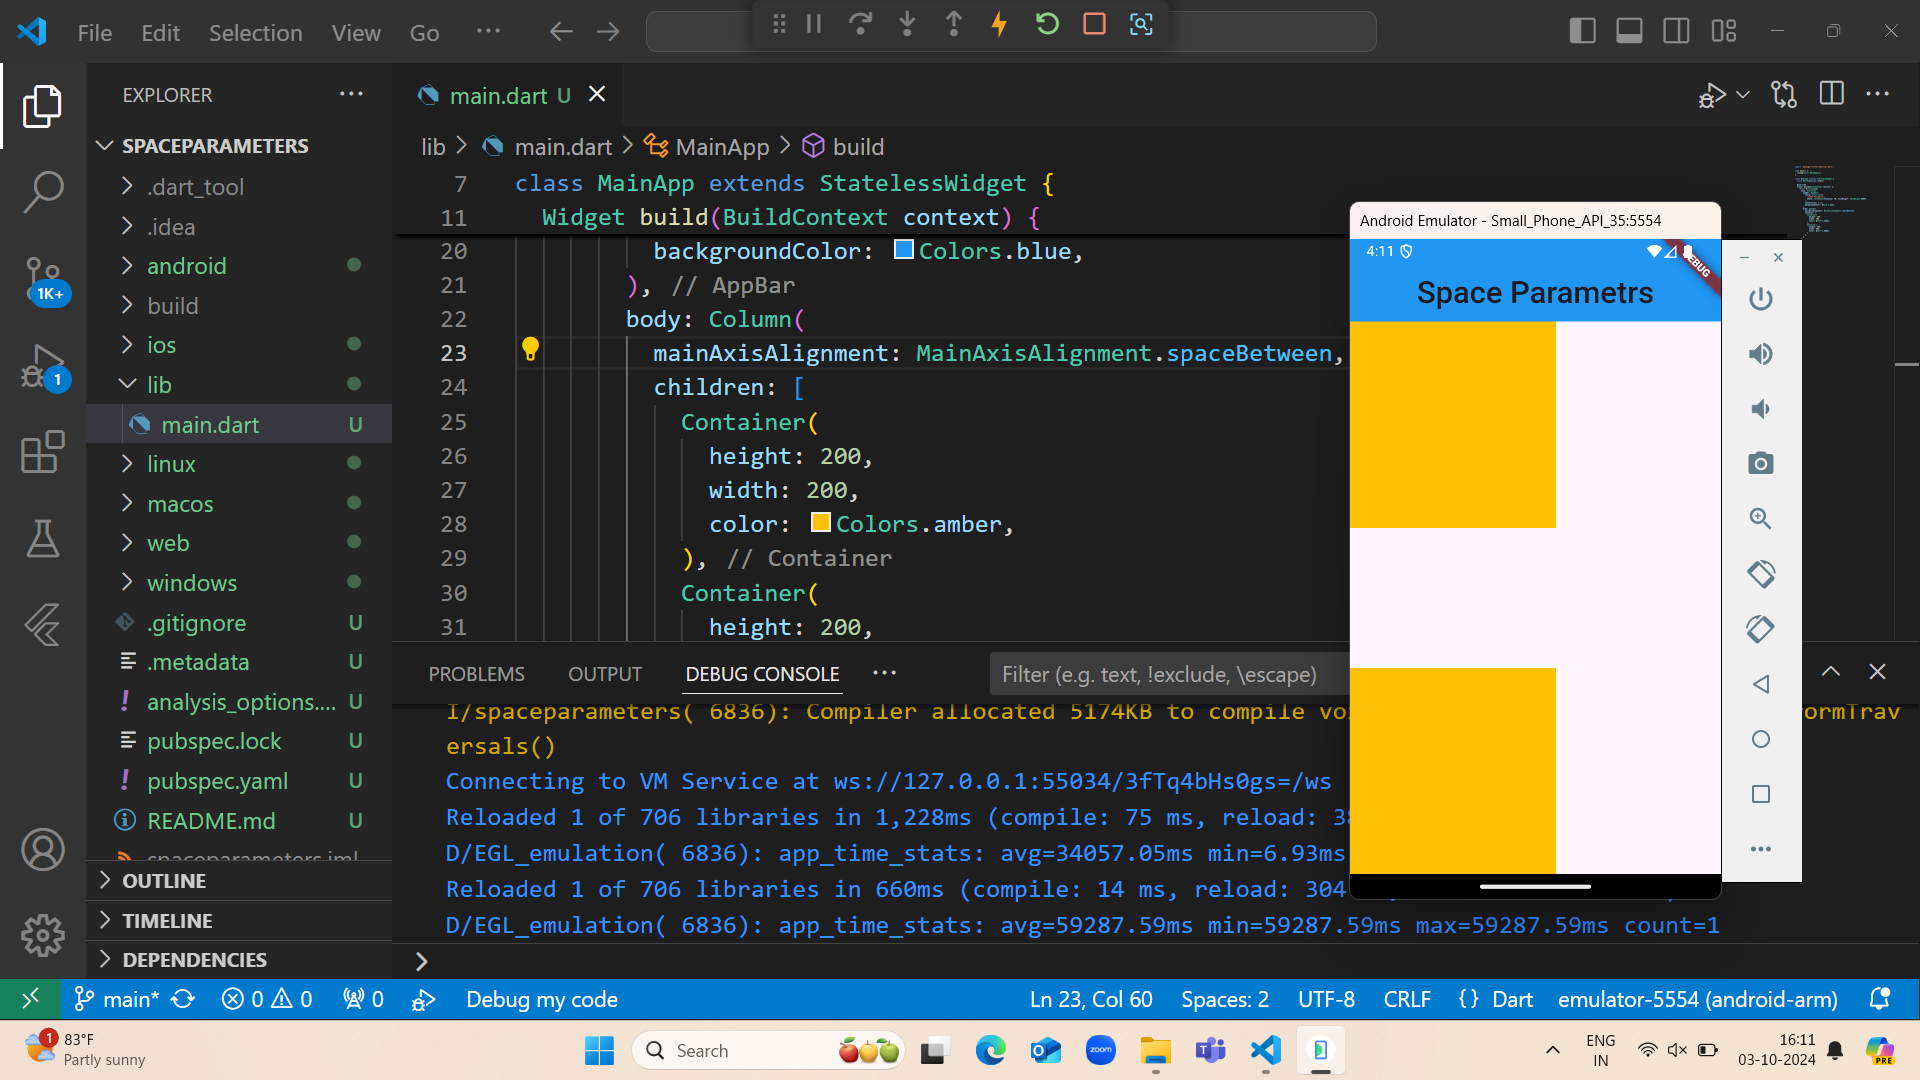 File Edit Selection View Go ...
EXPLORER ...
SPACEPARAMETERS
.dart_tool
.idea
android
build
ios
lib
main.dart U
linux
macos
web
windows
.gitignore U
.metadata U
analysis_options.... U
pubspec.lock U
pubspec.yaml U
README.md U
spaceparameters.iml
OUTLINE
TIMELINE
DEPENDENCIES
1K+
1
main.dart U
lib > main.dart > MainApp > build
7 class MainApp extends StatelessWidget {
11 Widget build(BuildContext context) {
20 backgroundColor: Colors.blue,
21 ), // AppBar
22 body: Column(
23 mainAxisAlignment: MainAxisAlignment.spaceBetween,
24 children: [
25 Container(
26 height: 200,
27 width: 200,
28 color: Colors.amber,
29 ), // Container
30 Container(
31 height: 200,
PROBLEMS OUTPUT DEBUG CONSOLE ... Filter (e.g. text, !exclude, \escape)
I/spaceparameters( 6836): Compiler allocated 5174KB to compile vo ormTrav
ersals()
Connecting to VM Service at ws://127.0.0.1:55034/3fTq4bHs0gs=/ws
Reloaded 1 of 706 libraries in 1,228ms (compile: 75 ms, reload: 38
D/EGL_emulation( 6836): app_time_stats: avg=34057.05ms min=6.93ms
Reloaded 1 of 706 libraries in 660ms (compile: 14 ms, reload: 304
D/EGL_emulation( 6836): app_time_stats: avg=59287.59ms min=59287.59ms max=59287.59ms count=1
Android Emulator - Small_Phone_API_35:5554
4:11
DEBUG
Space Parametrs
main* 0 0 0 Debug my code Ln 23, Col 60 Spaces: 2 UTF-8 CRLF {} Dart emulator-5554 (android-arm)
1
83°F
Partly sunny
Search
zoom
ENG
IN
16:11
03-10-2024
PRE